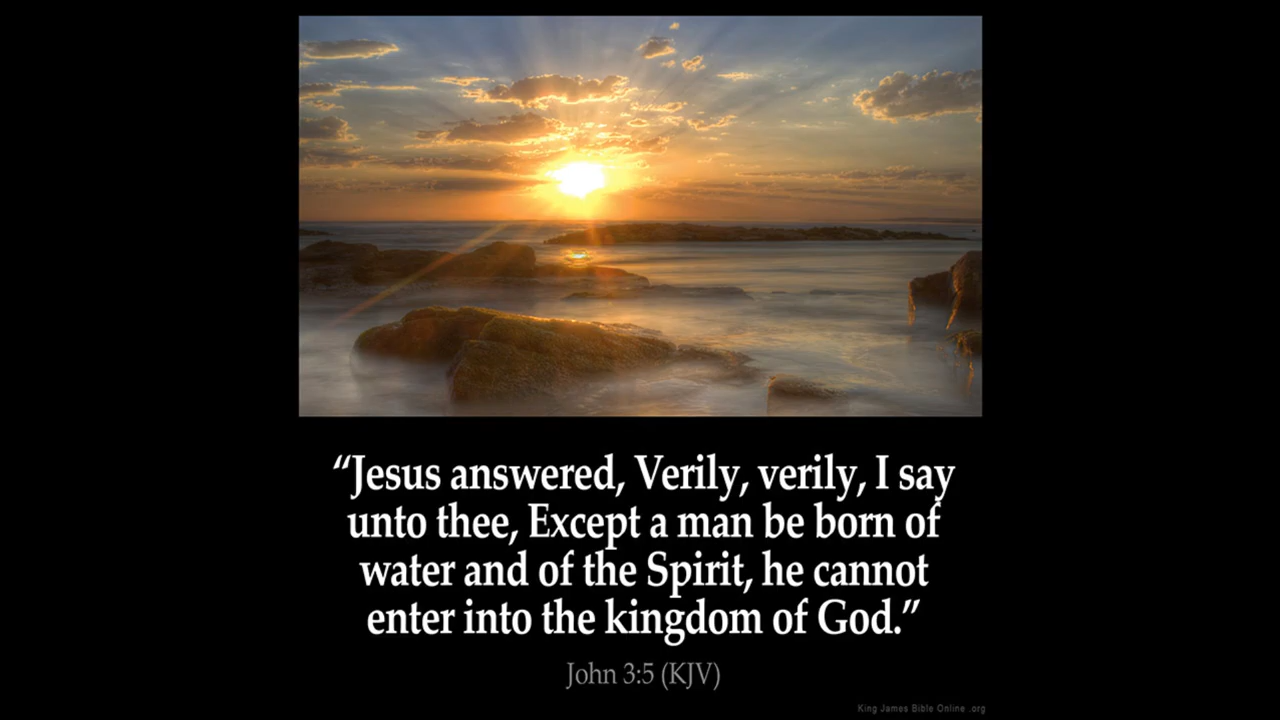 “Jesus answered, Verily, verily, I say
unto thee, Except a man be born of
water and of the Spirit, he cannot
enter into the kingdom of God.”
John 3:5 (KJV)
King James Bible Online .org